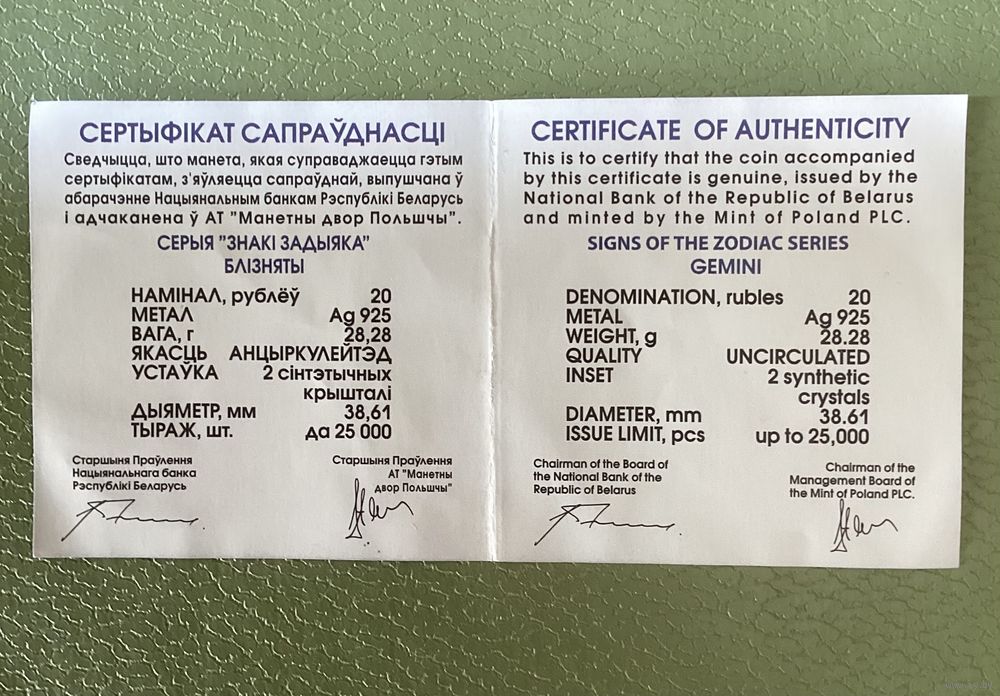 СЕРТЫФІКАТ САПРАЎДНАСЦІ
Сведчыцца, што манета, якая суправаджаецца гэтым
сертыфікатам, з'яўляецца сапраўднай, выпушчана ў
абарачэнне Нацыянальным банкам Рэспублікі Беларусь
і адчаканена ў АТ "Манетны двор Польшчы".
СЕРЫЯ "ЗНАКІ ЗАДЫЯКА"
БЛІЗНЯТЫ
НАМІНАЛ, рублёў 20
МЕТАЛ Ag 925
ВАГА, г 28,28
ЯКАСЦЬ АНЦЫРКУЛЕЙТЭД
УСТАЎКА 2 сінтэтычных
крышталі
ДЫЯМЕТР, мм 38,61
ТЫРАЖ, шт. да 25 000
Старшыня Праўлення
Нацыянальнага банка
Рэспублікі Беларусь
Старшыня Праўлення
АТ "Манетны
двор Польшчы"
CERTIFICATE OF AUTHENTICITY
This is to certify that the coin accompanied
by this certificate is genuine, issued by the
National Bank of the Republic of Belarus
and minted by the Mint of Poland PLC.
SIGNS OF THE ZODIAC SERIES
GEMINI
DENOMINATION, rubles 20
METAL Ag 925
WEIGHT, g 28.28
QUALITY UNCIRCULATED
INSET 2 synthetic
crystals
DIAMETER, mm 38.61
ISSUE LIMIT, pcs up to 25,000
Chairman of the Board of
the National Bank of the
Republic of Belarus
Chairman of the
Management Board of
the Mint of Poland PLC.